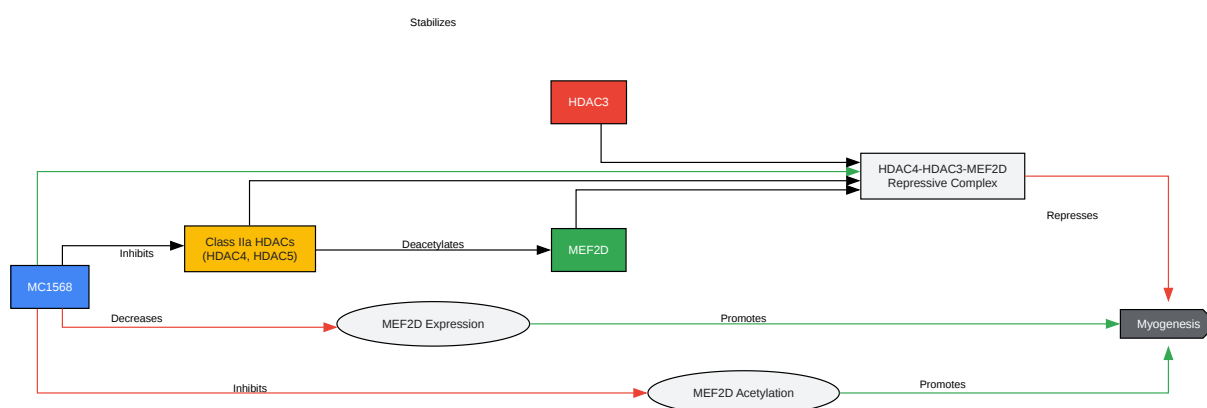 Stabilizes
HDAC3
HDAC4-HDAC3-MEF2D
Repressive Complex
Represses
Class IIa HDACs
(HDAC4, HDAC5)
Deacetylates
MEF2D
Inhibits
MC1568
Decreases
MEF2D Expression
Promotes
Myogenesis
Inhibits
MEF2D Acetylation
Promotes